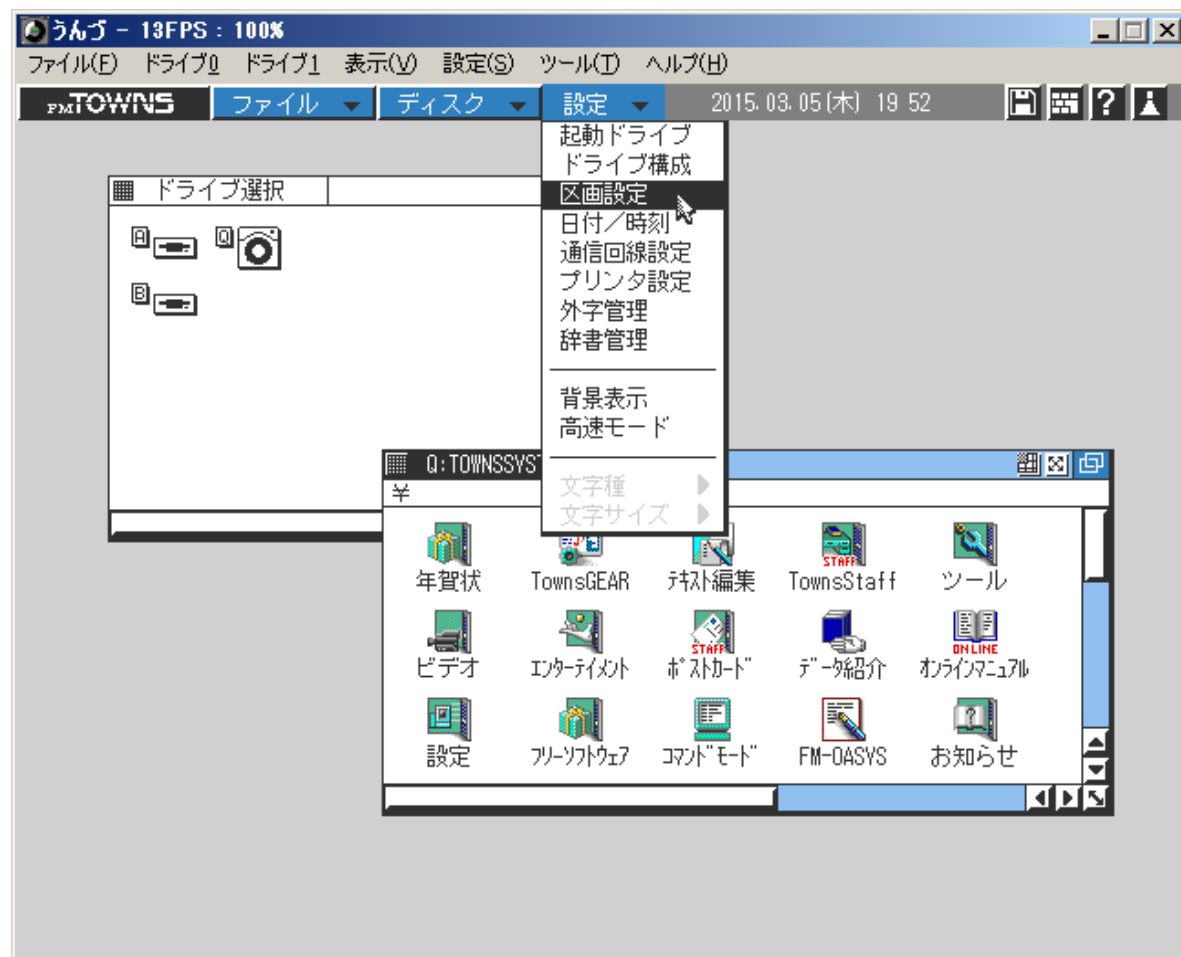 うんづ - 13FPS : 100%
ファイル(F) ドライブ0 ドライブ1 表示(V) 設定(S) ツール(T) ヘルプ(H)
FMTOWNS ファイル ディスク 設定 2015.03.05(木) 19 52
起動ドライブ
ドライブ構成
区画設定
日付/時刻
通信回線設定
プリンタ設定
外字管理
辞書管理
背景表示
高速モード
文字種
文字サイズ
ドライブ選択
A Q
B
Q:TOWNSSYST
¥
年賀状 TownsGEAR テキスト編集 TownsStaff ツール
ビデオ エンターテイメント ポストカード データ紹介 オンラインマニュアル
設定 フリーソフトウェア コマンドモード FM-OASYS お知らせ
STAFF
STAFF
ONLINE